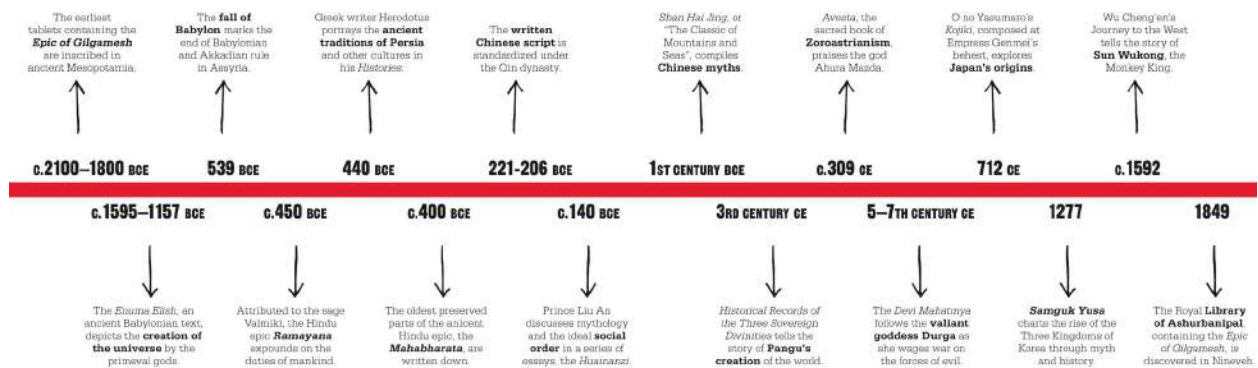 The earliest
tablets containing the
Epic of Gilgamesh
are inscribed in
ancient Mesopotamia.
The fall of
Babylon marks the
end of Babylonian
and Akkadian rule
in Assyria.
Greek writer Herodotus
portrays the ancient
traditions of Persia
and other cultures in
his Histories.
The written
Chinese script is
standardized under
the Qin dynasty.
Shan Hai Jing, or
"The Classic of
Mountains and
Seas", compiles
Chinese myths.
Avesta, the
sacred book of
Zoroastrianism,
praises the god
Ahura Mazda.
O no Yasumaro's
Kojiki, composed at
Empress Genmei's
behest, explores
Japan's origins.
Wu Cheng'en's
Journey to the West
tells the story of
Sun Wukong, the
Monkey King.
c.2100–1800 BCE
539 BCE
440 BCE
221-206 BCE
1ST CENTURY BCE
c.309 CE
712 CE
c.1592
c.1595–1157 BCE
c.450 BCE
c.400 BCE
c.140 BCE
3RD CENTURY CE
5–7TH CENTURY CE
1277
1849
The Enuma Elish, an
ancient Babylonian text,
depicts the creation of
the universe by the
primeval gods.
Attributed to the sage
Valmiki, the Hindu
epic Ramayana
expounds on the
duties of mankind.
The oldest preserved
parts of the anicent
Hindu epic, the
Mahabharata, are
written down.
Prince Liu An
discusses mythology
and the ideal social
order in a series of
essays, the Huainanzi.
Historical Records of
the Three Sovereign
Divinities tells the
story of Pangu's
creation of the world.
The Devi Mahatmya
follows the valiant
goddess Durga as
she wages war on
the forces of evil.
Samguk Yusa
charts the rise of the
Three Kingdoms of
Korea through myth
and history.
The Royal Library
of Ashurbanipal,
containing the Epic
of Gilgamesh, is
discovered in Nineveh.